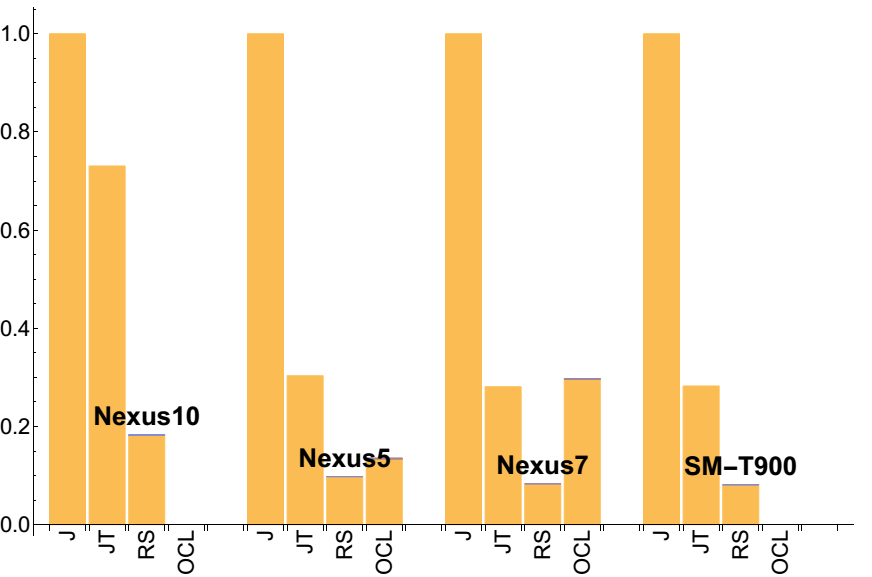 1.0
0.8
0.6
0.4
0.2
0.0
Nexus10
Nexus5
Nexus7
SM−T900
J
JT
RS
OCL
J
JT
RS
OCL
J
JT
RS
OCL
J
JT
RS
OCL